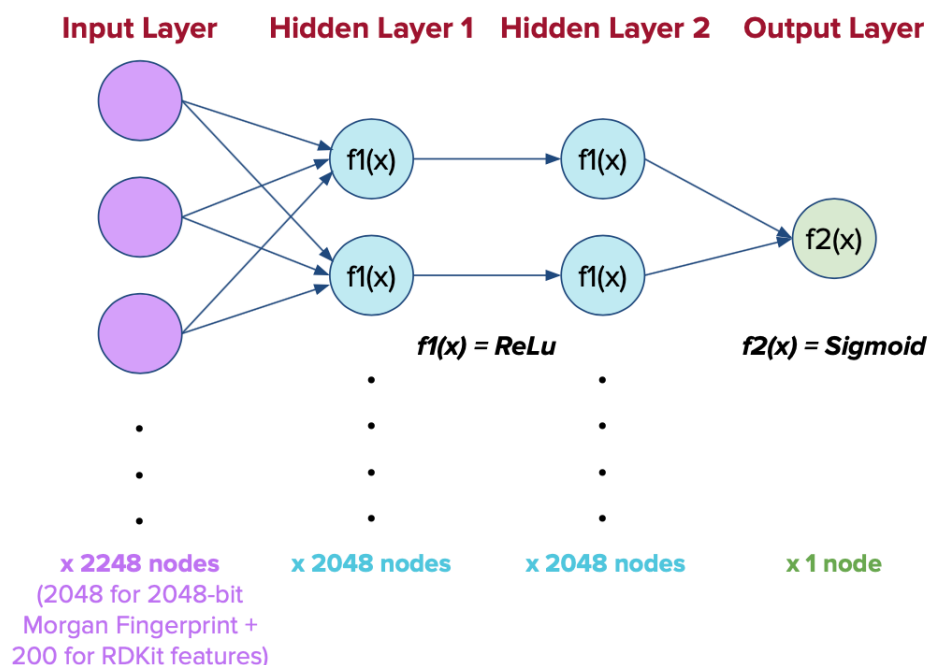 Input Layer
Hidden Layer 1
Hidden Layer 2
Output Layer
f1(x)
f1(x)
f1(x)
f1(x)
f2(x)
f1(x) = ReLu
f2(x) = Sigmoid
x 2248 nodes
(2048 for 2048-bit
Morgan Fingerprint +
200 for RDKit features)
x 2048 nodes
x 2048 nodes
x 1 node